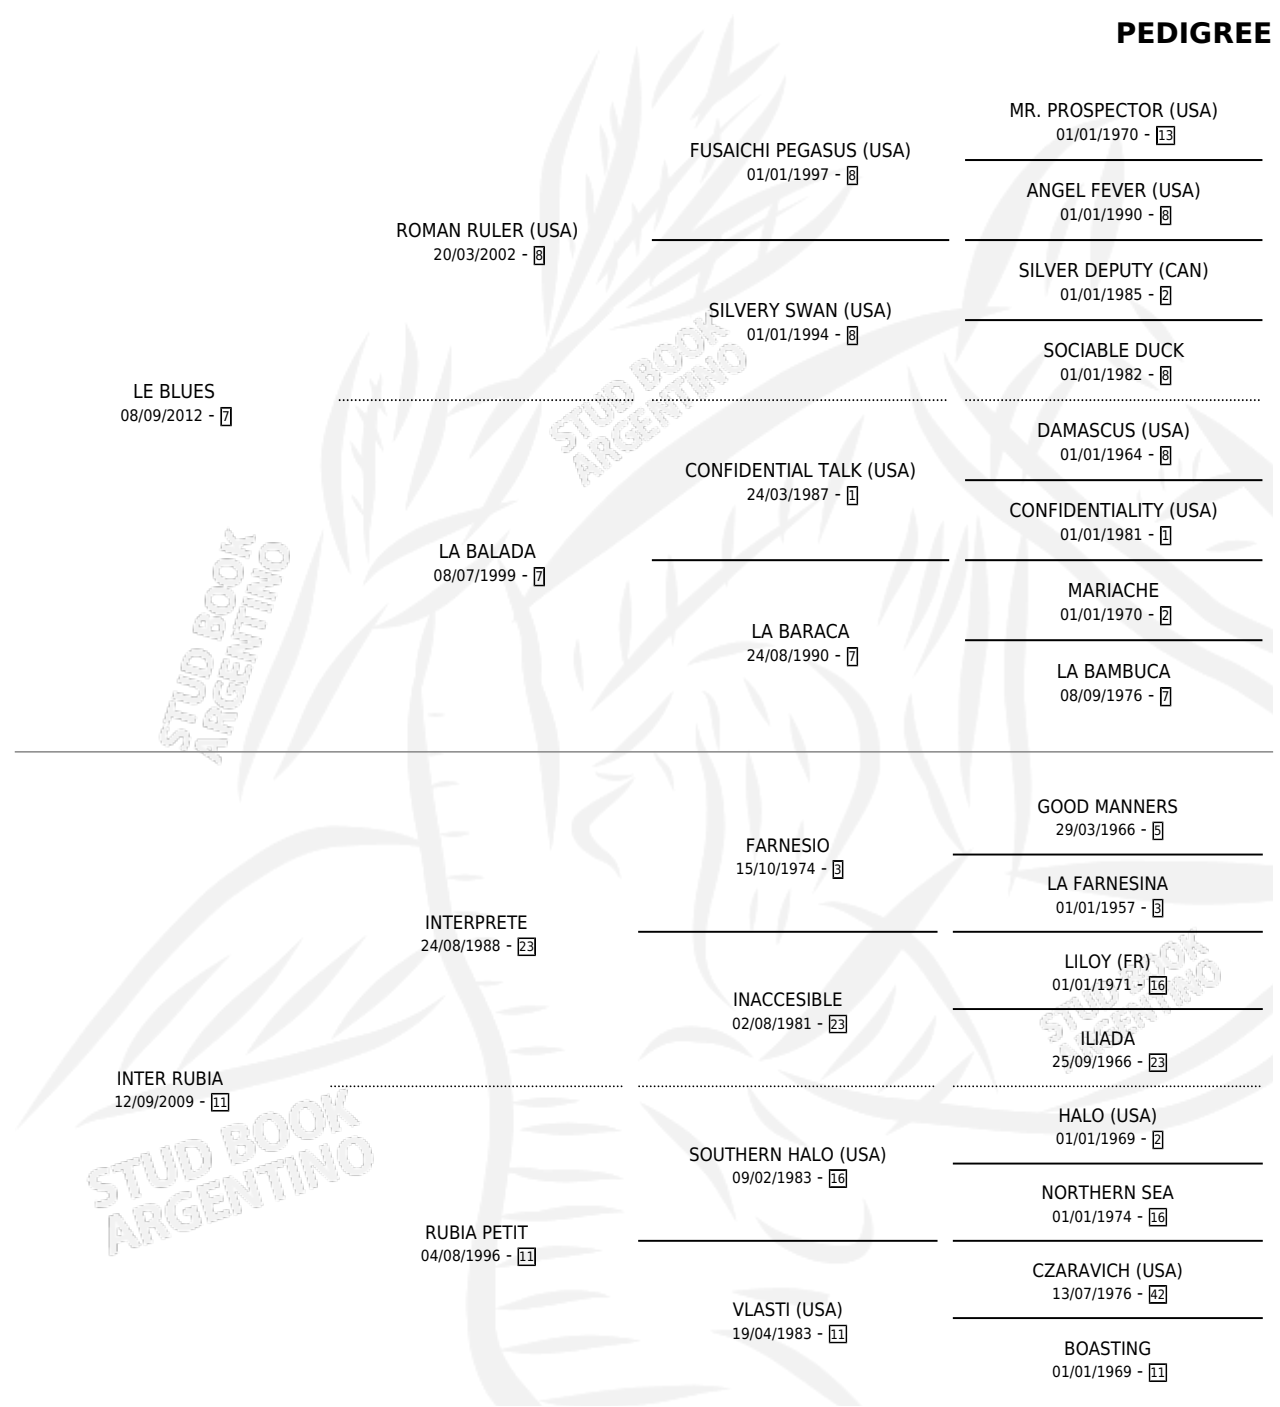 PEDIGREE
MR. PROSPECTOR (USA)
01/01/1970 - 13
FUSAICHI PEGASUS (USA)
01/01/1997 - 8
ANGEL FEVER (USA)
01/01/1990 - 8
ROMAN RULER (USA)
20/03/2002 - 8
SILVER DEPUTY (CAN)
01/01/1985 - 2
SILVERY SWAN (USA)
01/01/1994 - 8
SOCIABLE DUCK
01/01/1982 - 8
LE BLUES
08/09/2012 - 7
DAMASCUS (USA)
01/01/1964 - 8
CONFIDENTIAL TALK (USA)
24/03/1987 - 1
CONFIDENTIALITY (USA)
01/01/1981 - 1
LA BALADA
08/07/1999 - 7
MARIACHE
01/01/1970 - 2
LA BARACA
24/08/1990 - 7
LA BAMBUCA
08/09/1976 - 7
GOOD MANNERS
29/03/1966 - 5
FARNESIO
15/10/1974 - 3
LA FARNESINA
01/01/1957 - 3
INTERPRETE
24/08/1988 - 23
LILOY (FR)
01/01/1971 - 16
INACCESIBLE
02/08/1981 - 23
ILIADA
25/09/1966 - 23
INTER RUBIA
12/09/2009 - 11
HALO (USA)
01/01/1969 - 2
SOUTHERN HALO (USA)
09/02/1983 - 16
NORTHERN SEA
01/01/1974 - 16
RUBIA PETIT
04/08/1996 - 11
CZARAVICH (USA)
13/07/1976 - 42
VLASTI (USA)
19/04/1983 - 11
BOASTING
01/01/1969 - 11
STUD BOOK
ARGENTINO
STUD BOOK
ARGENTINO
STUD BOOK
ARGENTINO
STUD BOOK
ARGENTINO